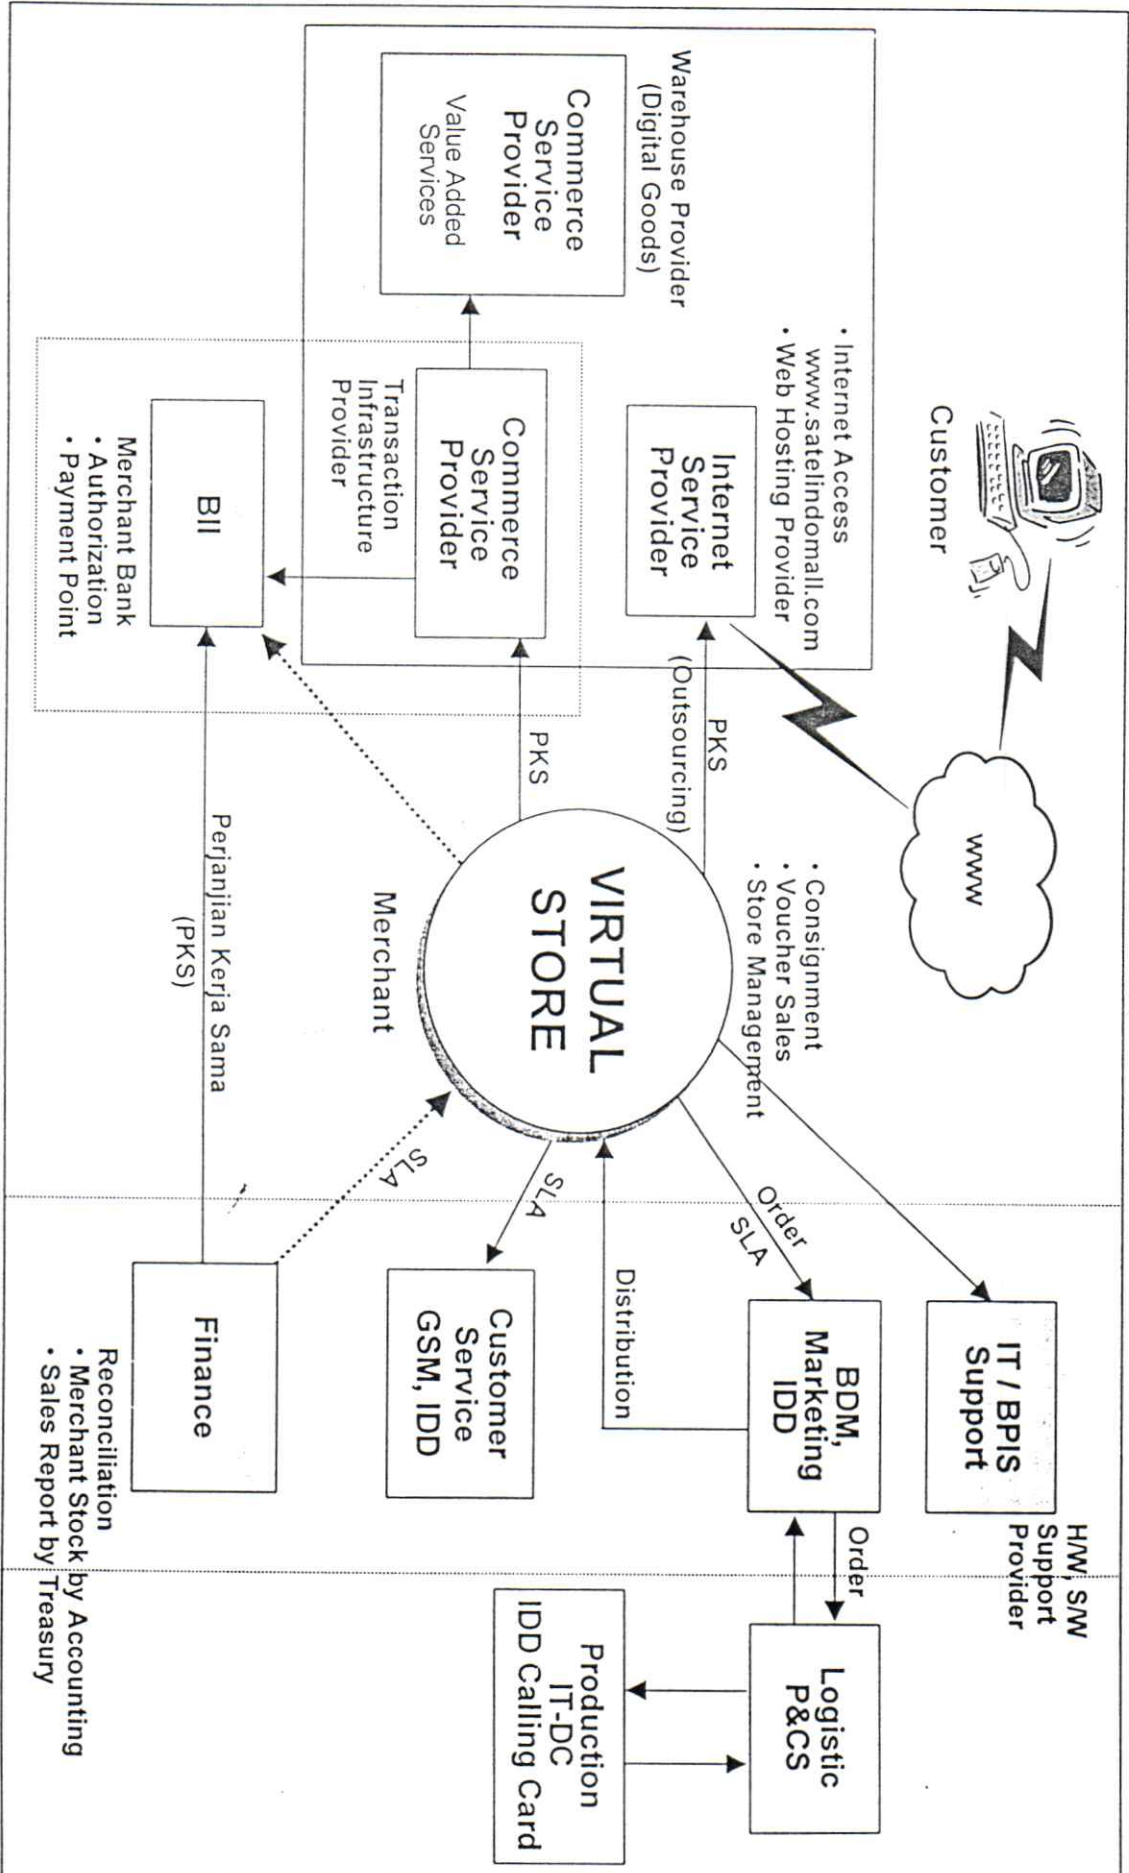 Customer
www
• Internet Access
www.satelindomall.com
• Web Hosting Provider
Internet
Service
Provider
PKS
(Outsourcing)
• Consignment
• Voucher Sales
• Store Management
IT / BPIS
Support
H/W, S/W
Support
Provider
Warehouse Provider
(Digital Goods)
Commerce
Service
Provider
Value Added
Services
Commerce
Service
Provider
Transaction
Infrastructure
Provider
PKS
VIRTUAL
STORE
Merchant
Order
SLA
BDM,
Marketing
IDD
Order
Logistic
P&CS
Distribution
Production
IT-DC
IDD Calling Card
SLA
Customer
Service
GSM, IDD
SLA
BII
Merchant Bank
• Authorization
• Payment Point
Perjanjian Kerja Sama
(PKS)
Finance
Reconciliation
• Merchant Stock by Accounting
• Sales Report by Treasury